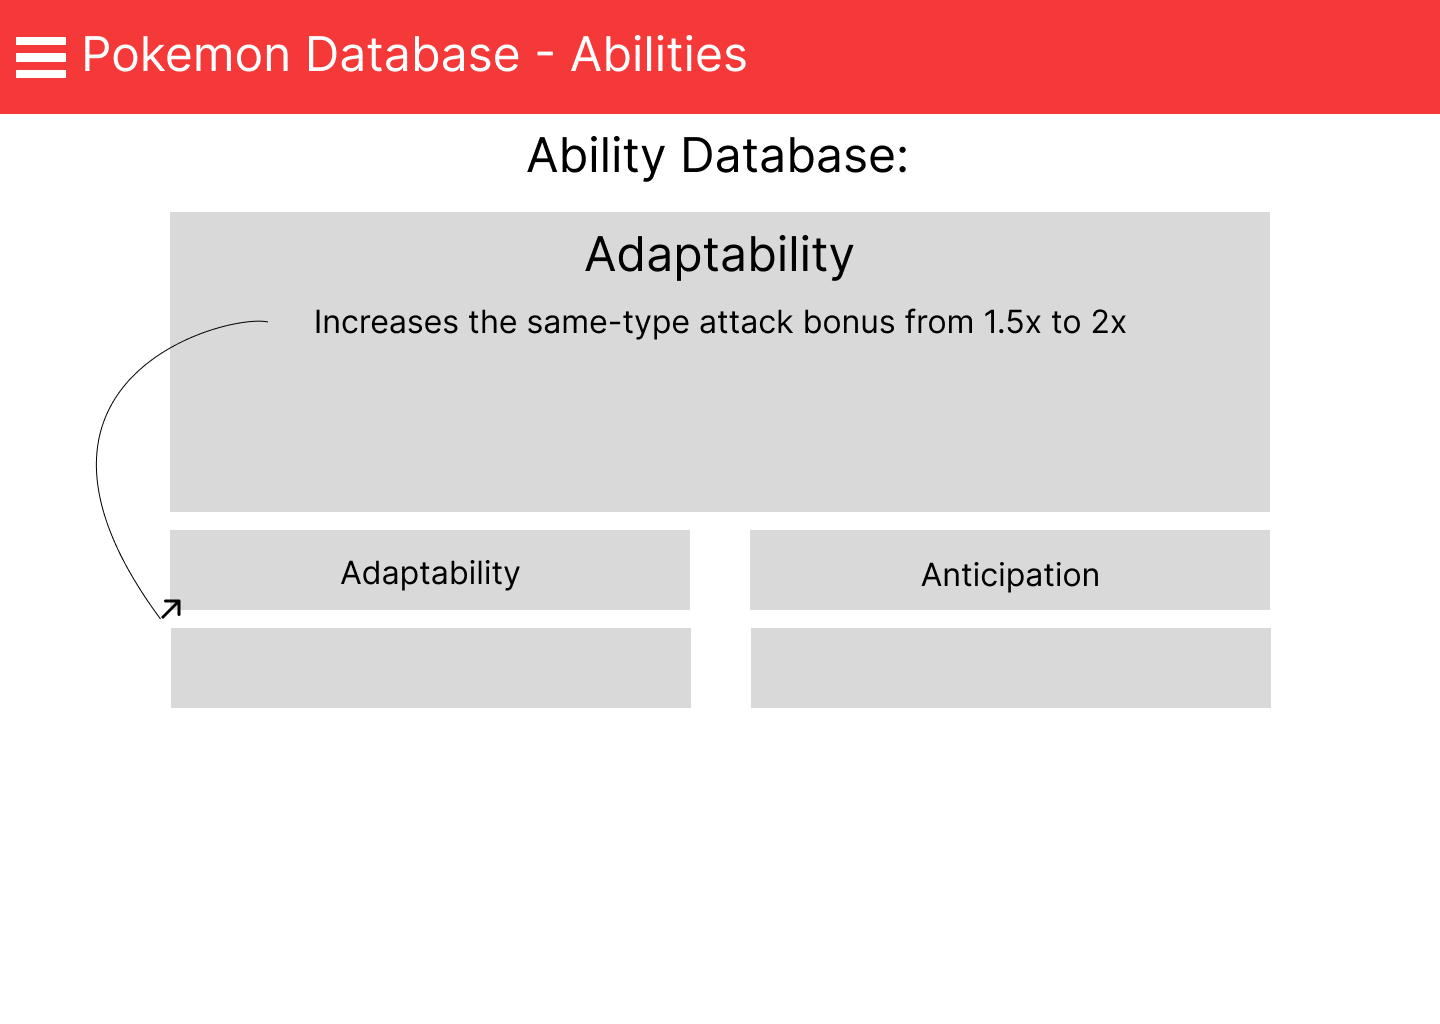 Pokemon Database - Abilities
Ability Database:
Adaptability
Increases the same-type attack bonus from 1.5x to 2x
Adaptability
Anticipation